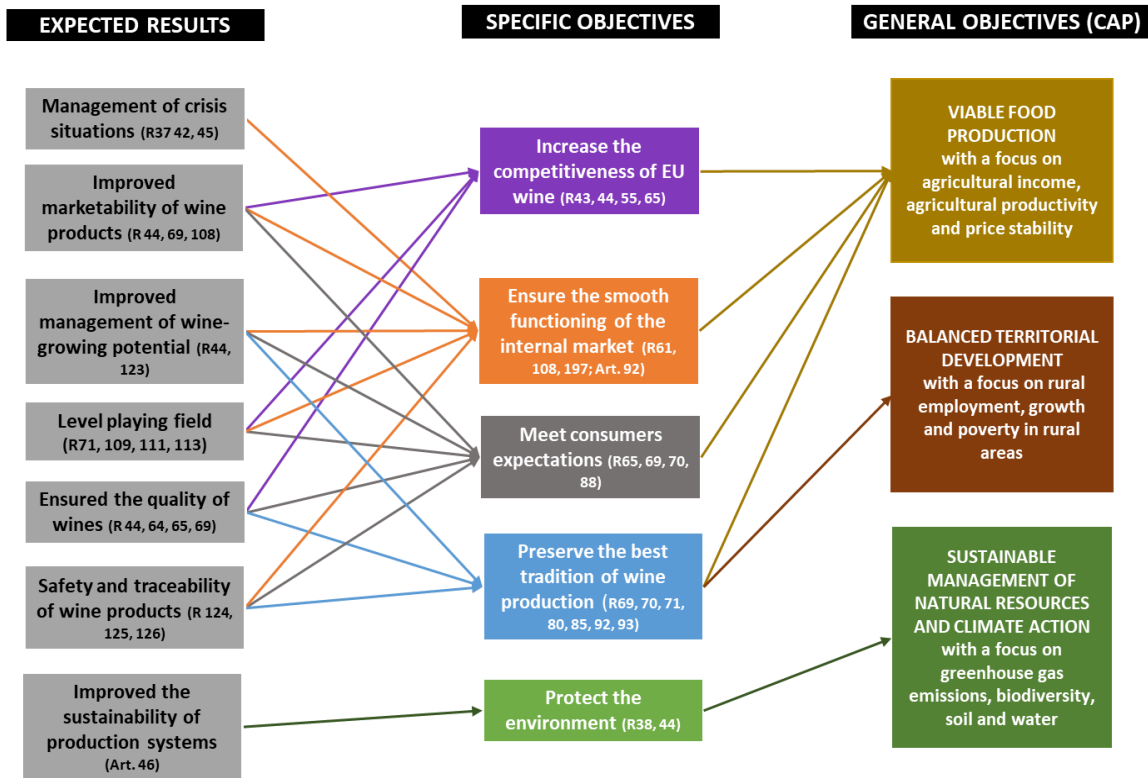 EXPECTED RESULTS
Management of crisis
situations (R37 42, 45)
Improved
marketability of wine
products (R 44, 69, 108)
Improved
management of wine-
growing potential (R44,
123)
Level playing field
(R71, 109, 111, 113)
Ensured the quality of
wines (R 44, 64, 65, 69)
Safety and traceability
of wine products (R 124,
125, 126)
Improved the
sustainability of
production systems
(Art. 46)
SPECIFIC OBJECTIVES
Increase the
competitiveness of EU
wine (R43, 44, 55, 65)
Ensure the smooth
functioning of the
internal market (R61,
108, 197; Art. 92)
Meet consumers
expectations (R65, 69, 70,
88)
Preserve the best
tradition of wine
production (R69, 70, 71,
80, 85, 92, 93)
Protect the
environment (R38, 44)
GENERAL OBJECTIVES (CAP)
VIABLE FOOD
PRODUCTION
with a focus on
agricultural income,
agricultural productivity
and price stability
BALANCED TERRITORIAL
DEVELOPMENT
with a focus on rural
employment, growth
and poverty in rural
areas
SUSTAINABLE
MANAGEMENT OF
NATURAL RESOURCES
AND CLIMATE ACTION
with a focus on
greenhouse gas
emissions, biodiversity,
soil and water